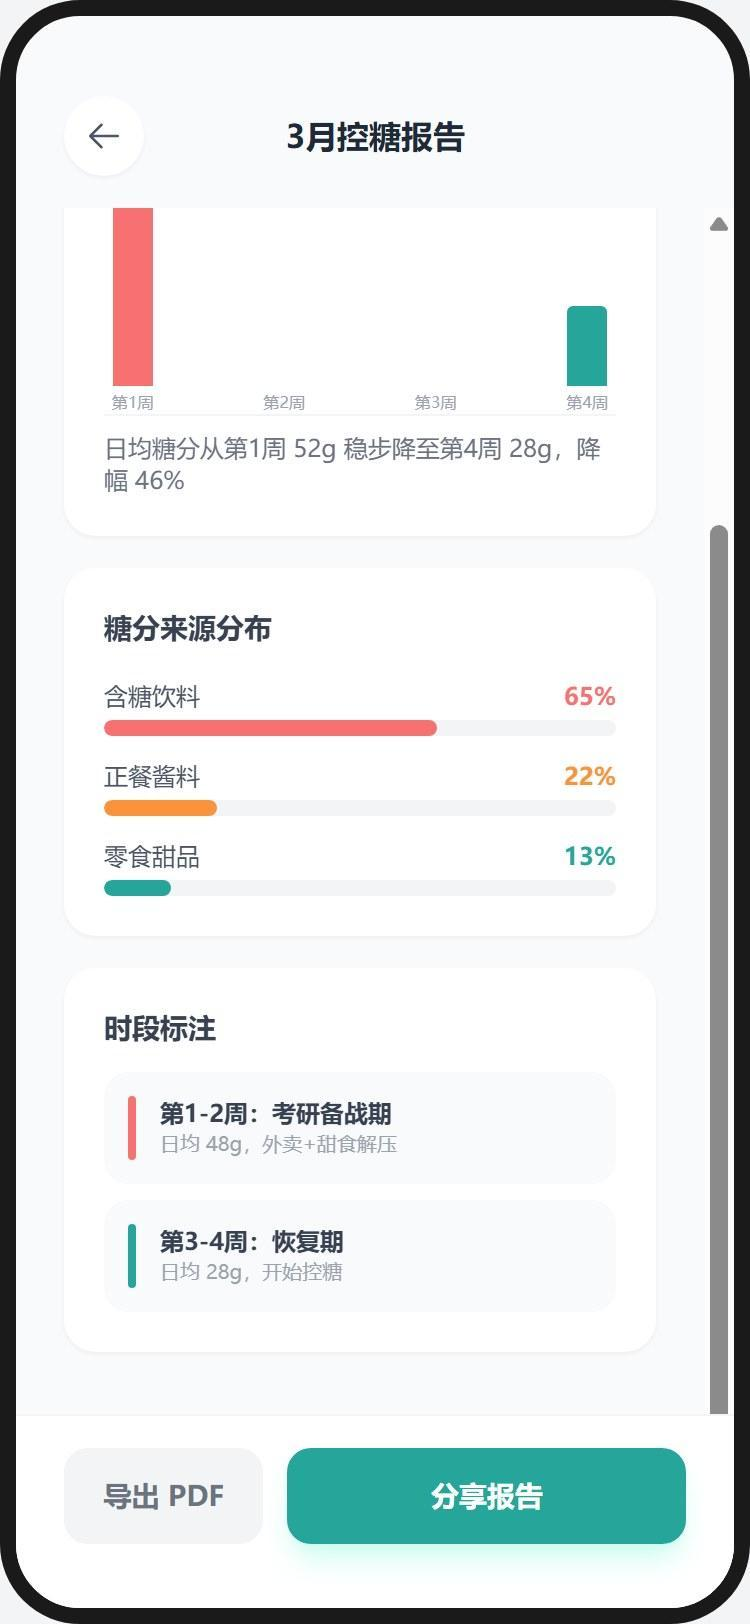 3月控糖报告
第1周 第2周 第3周 第4周
日均糖分从第1周 52g 稳步降至第4周 28g，降
幅 46%
糖分来源分布
含糖饮料 65%
正餐酱料 22%
零食甜品 13%
时段标注
第1-2周：考研备战期
日均 48g，外卖+甜食解压
第3-4周：恢复期
日均 28g，开始控糖
导出 PDF 分享报告